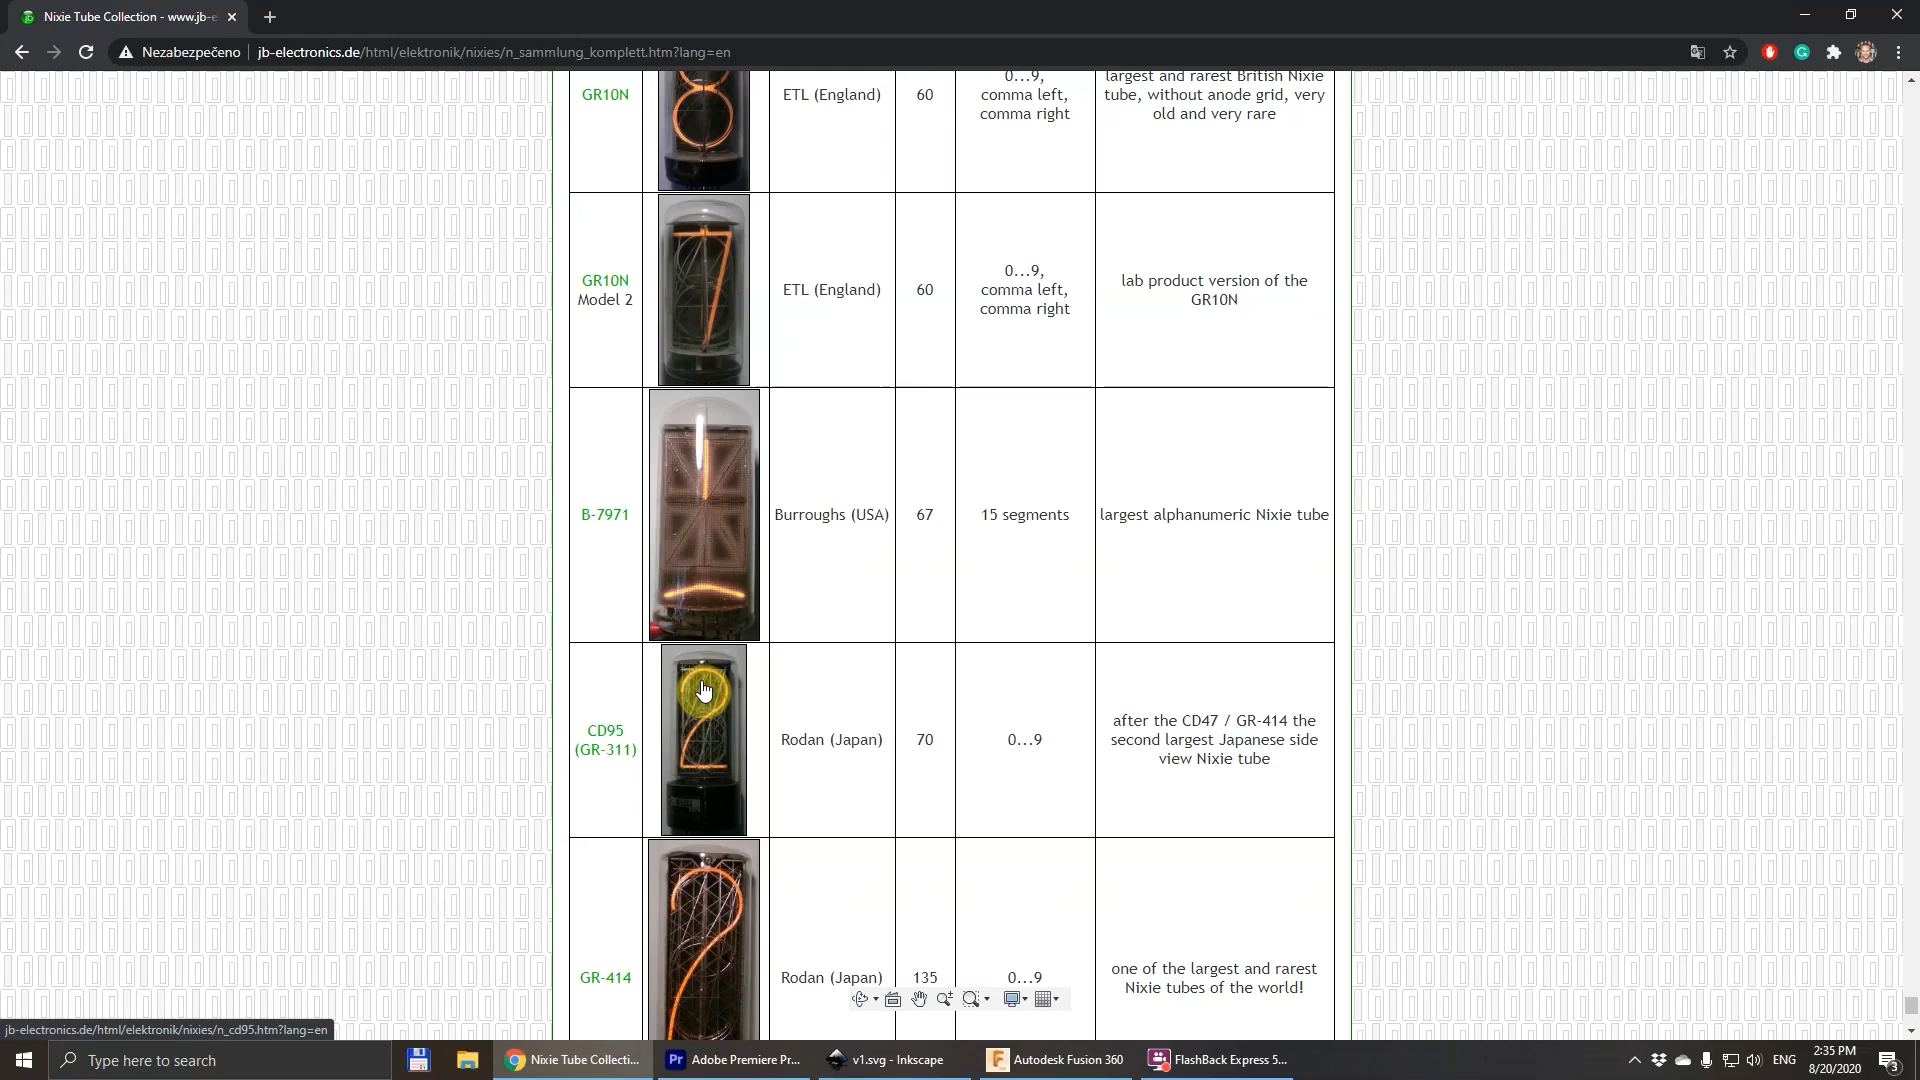 Nixie Tube Collection - www.jb-e
Nezabezpečeno
jb-electronics.de/html/elektronik/nixies/n_sammlung_komplett.htm?lang=en
GR10N
ETL (England)
60
0...9,
comma left,
comma right
largest and rarest British Nixie
tube, without anode grid, very
old and very rare
GR10N
Model 2
ETL (England)
60
0...9,
comma left,
comma right
lab product version of the
GR10N
B-7971
Burroughs (USA)
67
15 segments
largest alphanumeric Nixie tube
CD95
(GR-311)
Rodan (Japan)
70
0...9
after the CD47 / GR-414 the
second largest Japanese side
view Nixie tube
GR-414
Rodan (Japan)
135
0...9
one of the largest and rarest
Nixie tubes of the world!
jb-electronics.de/html/elektronik/nixies/n_cd95.htm?lang=en
Type here to search
Nixie Tube Collecti...
Pr
Adobe Premiere Pr...
v1.svg - Inkscape
F
Autodesk Fusion 360
FlashBack Express 5...
ENG
2:35 PM
8/20/2020
3